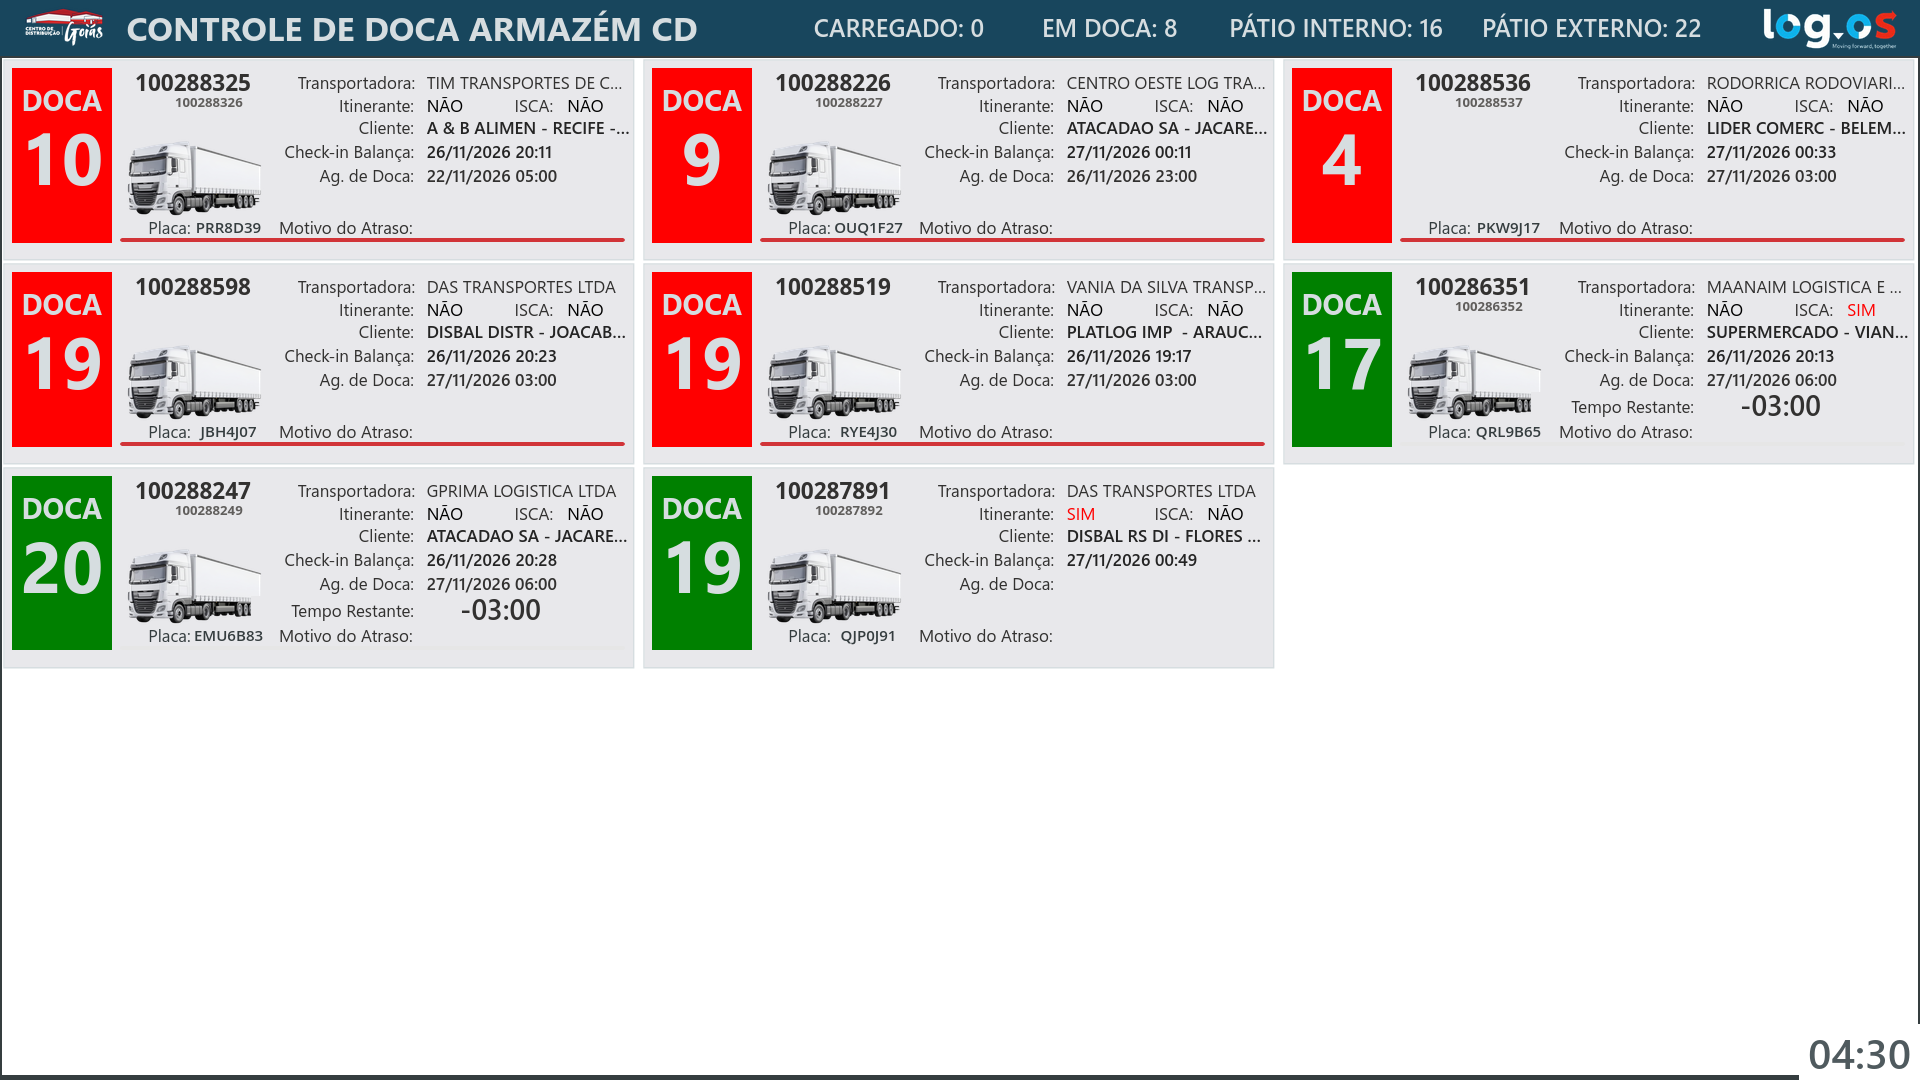 CENTRO DE DISTRIBUIÇÃO Goiás
CONTROLE DE DOCA ARMAZÉM CD
CARREGADO: 0
EM DOCA: 8
PÁTIO INTERNO: 16
PÁTIO EXTERNO: 22
log.os
Moving forward, together
DOCA
10
100288325
100288326
Transportadora: TIM TRANSPORTES DE C...
Itinerante: NÃO ISCA: NÃO
Cliente: A & B ALIMEN - RECIFE -...
Check-in Balança: 26/11/2026 20:11
Ag. de Doca: 22/11/2026 05:00
Placa: PRR8D39 Motivo do Atraso:
DOCA
9
100288226
100288227
Transportadora: CENTRO OESTE LOG TRA...
Itinerante: NÃO ISCA: NÃO
Cliente: ATACADAO SA - JACARE...
Check-in Balança: 27/11/2026 00:11
Ag. de Doca: 26/11/2026 23:00
Placa: OUQ1F27 Motivo do Atraso:
DOCA
4
100288536
100288537
Transportadora: RODORRICA RODOVIARI...
Itinerante: NÃO ISCA: NÃO
Cliente: LIDER COMERC - BELEM...
Check-in Balança: 27/11/2026 00:33
Ag. de Doca: 27/11/2026 03:00
Placa: PKW9J17 Motivo do Atraso:
DOCA
19
100288598
Transportadora: DAS TRANSPORTES LTDA
Itinerante: NÃO ISCA: NÃO
Cliente: DISBAL DISTR - JOACAB...
Check-in Balança: 26/11/2026 20:23
Ag. de Doca: 27/11/2026 03:00
Placa: JBH4J07 Motivo do Atraso:
DOCA
19
100288519
Transportadora: VANIA DA SILVA TRANSP...
Itinerante: NÃO ISCA: NÃO
Cliente: PLATLOG IMP - ARAUC...
Check-in Balança: 26/11/2026 19:17
Ag. de Doca: 27/11/2026 03:00
Placa: RYE4J30 Motivo do Atraso:
DOCA
17
100286351
100286352
Transportadora: MAANAIM LOGISTICA E ...
Itinerante: NÃO ISCA: SIM
Cliente: SUPERMERCADO - VIAN...
Check-in Balança: 26/11/2026 20:13
Ag. de Doca: 27/11/2026 06:00
Tempo Restante: -03:00
Placa: QRL9B65 Motivo do Atraso:
DOCA
20
100288247
100288249
Transportadora: GPRIMA LOGISTICA LTDA
Itinerante: NÃO ISCA: NÃO
Cliente: ATACADAO SA - JACARE...
Check-in Balança: 26/11/2026 20:28
Ag. de Doca: 27/11/2026 06:00
Tempo Restante: -03:00
Placa: EMU6B83 Motivo do Atraso:
DOCA
19
100287891
100287892
Transportadora: DAS TRANSPORTES LTDA
Itinerante: SIM ISCA: NÃO
Cliente: DISBAL RS DI - FLORES ...
Check-in Balança: 27/11/2026 00:49
Ag. de Doca:
Placa: QJP0J91 Motivo do Atraso:
04:30